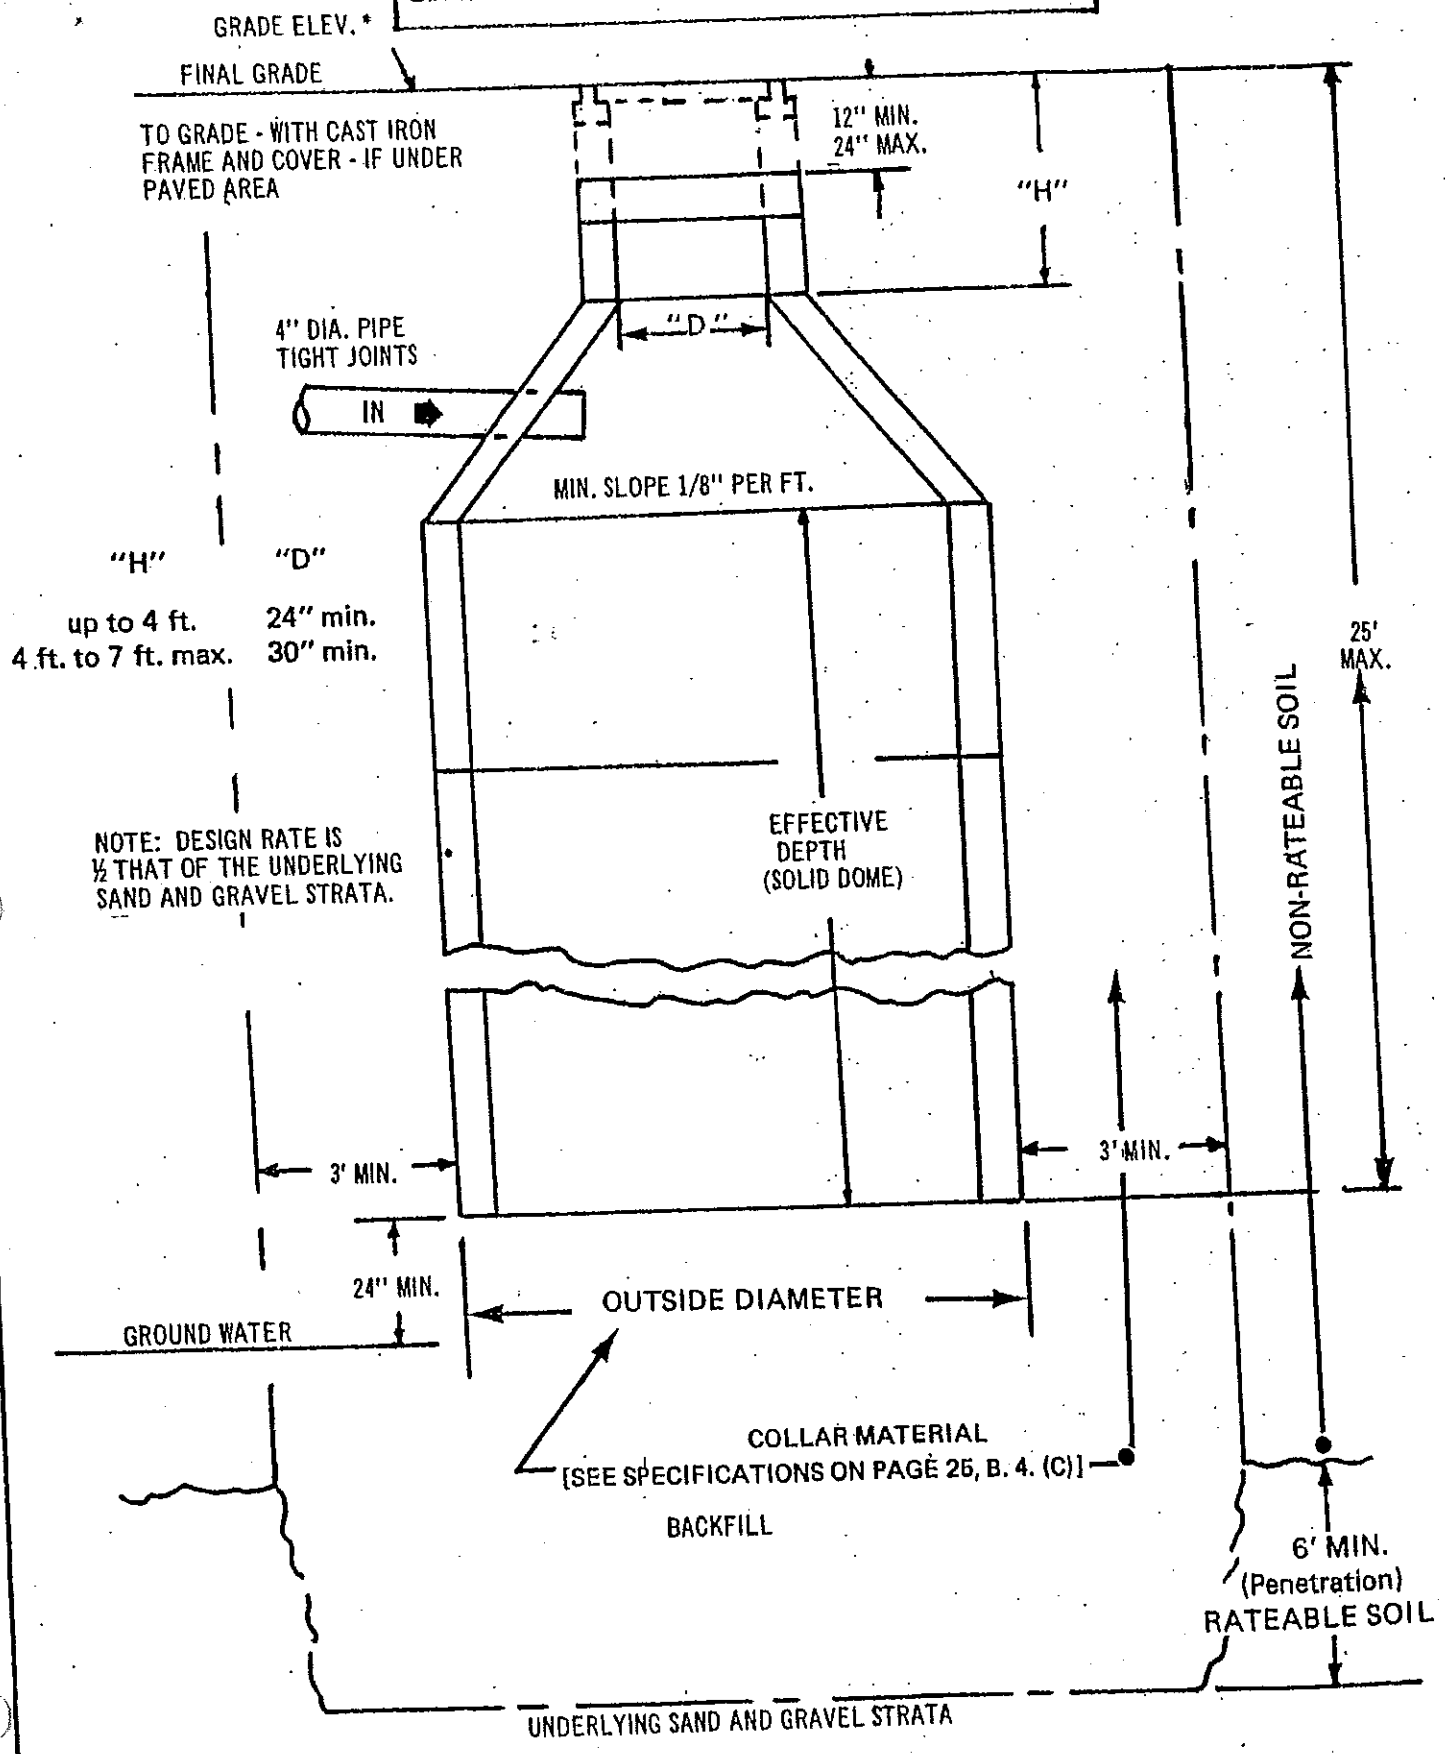 GRADE ELEV.*
FINAL GRADE
TO GRADE - WITH CAST IRON
FRAME AND COVER - IF UNDER
PAVED AREA
12" MIN.
24" MAX.
"H"
4" DIA. PIPE
TIGHT JOINTS
"D"
IN
MIN. SLOPE 1/8" PER FT.
"H" "D"
up to 4 ft. 24" min.
4 ft. to 7 ft. max. 30" min.
25'
MAX.
NON-RATEABLE SOIL
NOTE: DESIGN RATE IS
½ THAT OF THE UNDERLYING
SAND AND GRAVEL STRATA.
EFFECTIVE
DEPTH
(SOLID DOME)
3' MIN.
3' MIN.
24" MIN.
OUTSIDE DIAMETER
GROUND WATER
COLLAR MATERIAL
[SEE SPECIFICATIONS ON PAGE 26, B. 4. (C)]
BACKFILL
6' MIN.
(Penetration)
RATEABLE SOIL
UNDERLYING SAND AND GRAVEL STRATA